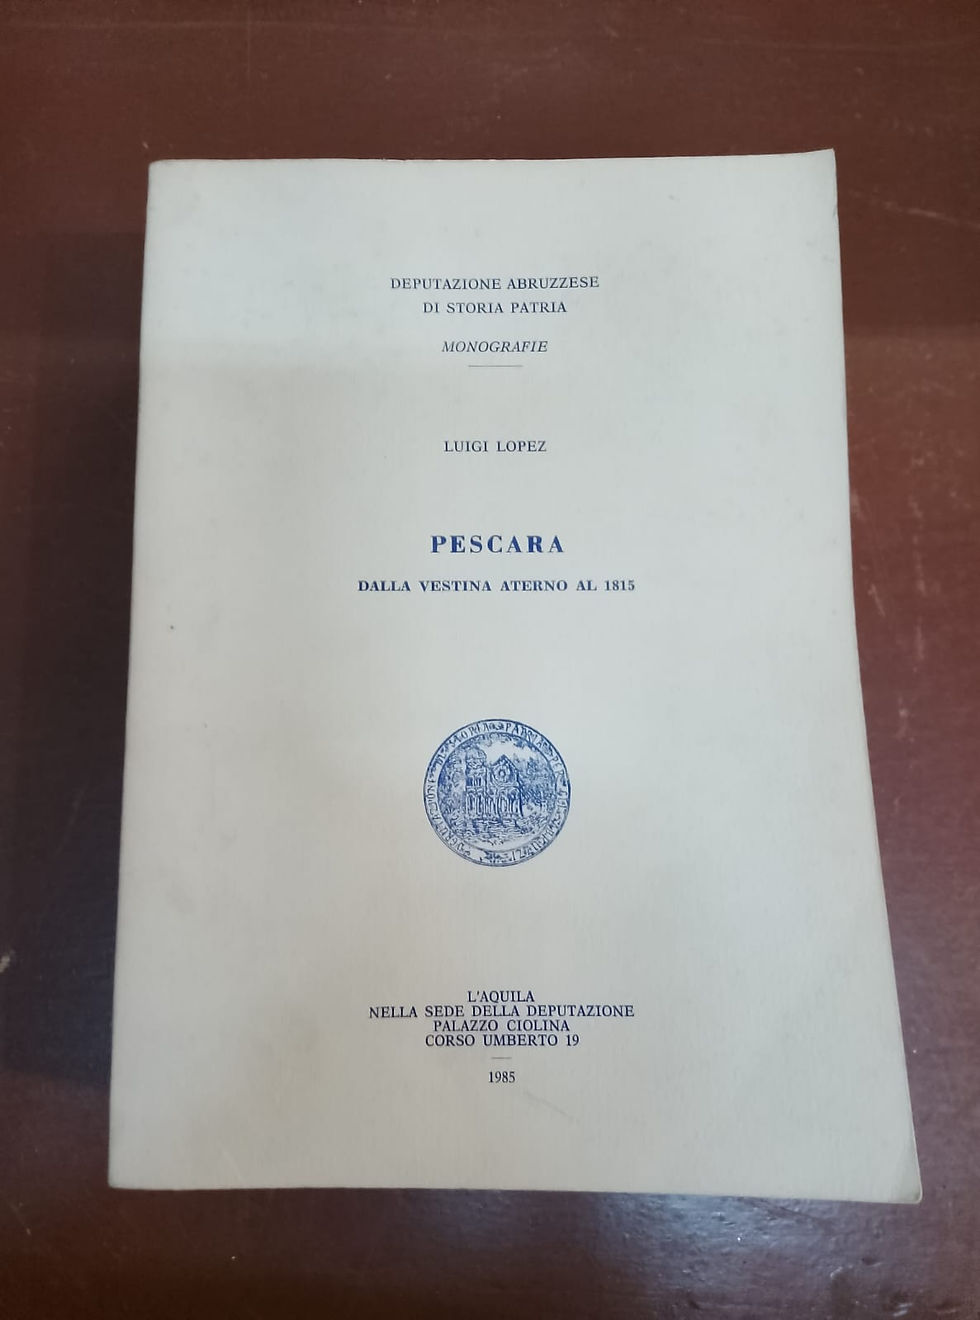 DEPUTAZIONE ABRUZZESE
DI STORIA PATRIA
MONOGRAFIE
LUIGI LOPEZ
PESCARA
DALLA VESTINA ATERNO AL 1815
L'AQUILA
NELLA SEDE DELLA DEPUTAZIONE
PALAZZO CIOLINA
CORSO UMBERTO 19
1985